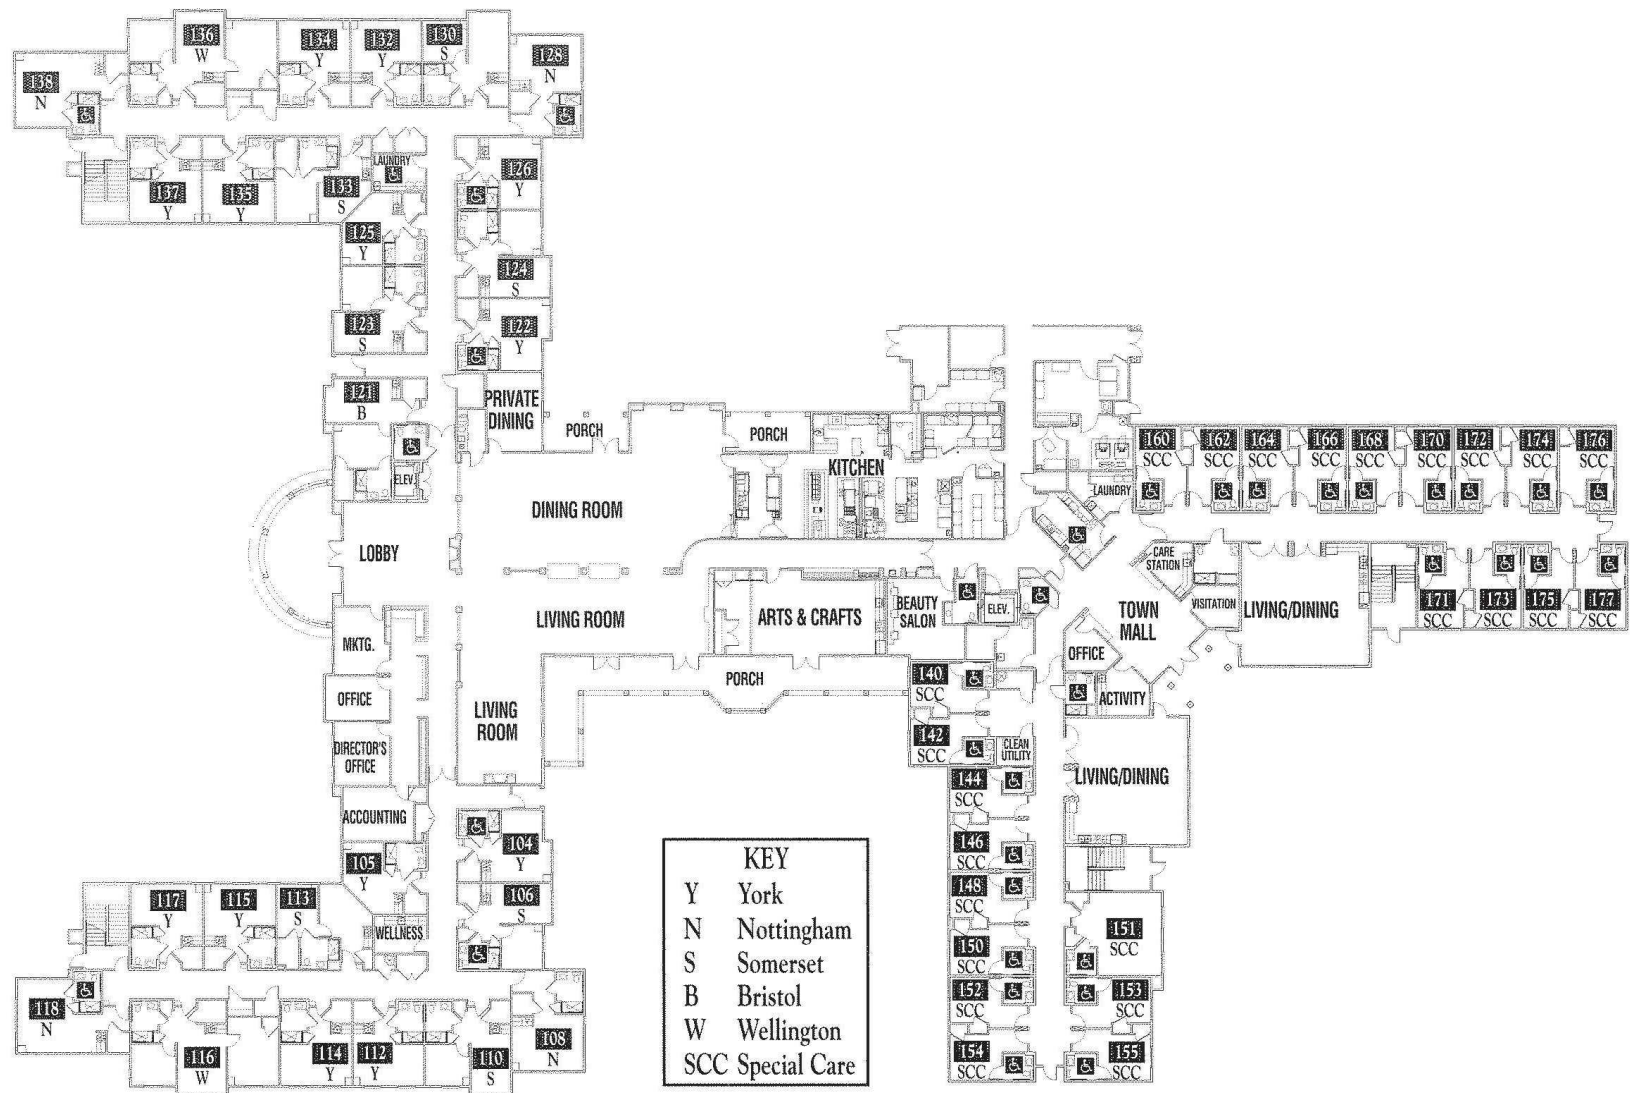 136
W
134
Y
132
Y
130
S
128
N
138
N
137
Y
135
Y
133
S
LAUNDRY
126
Y
125
Y
124
S
123
S
122
Y
121
B
PRIVATE
DINING
PORCH
PORCH
ELEV.
KITCHEN
DINING ROOM
LOBBY
LIVING ROOM
ARTS & CRAFTS
BEAUTY
SALON
ELEV.
MKTG.
OFFICE
DIRECTOR'S
OFFICE
ACCOUNTING
LIVING
ROOM
PORCH
160
SCC
162
SCC
164
SCC
166
SCC
168
SCC
170
SCC
172
SCC
174
SCC
176
SCC
LAUNDRY
CARE
STATION
VISITATION
TOWN
MALL
LIVING/DINING
171
SCC
173
SCC
175
SCC
177
SCC
OFFICE
ACTIVITY
140
SCC
142
SCC
CLEAN
UTILITY
LIVING/DINING
144
SCC
146
SCC
148
SCC
150
SCC
151
SCC
152
SCC
153
SCC
154
SCC
155
SCC
104
Y
105
Y
106
S
117
Y
115
Y
113
S
WELLNESS
118
N
116
W
114
Y
112
Y
110
S
108
N
KEY
Y York
N Nottingham
S Somerset
B Bristol
W Wellington
SCC Special Care